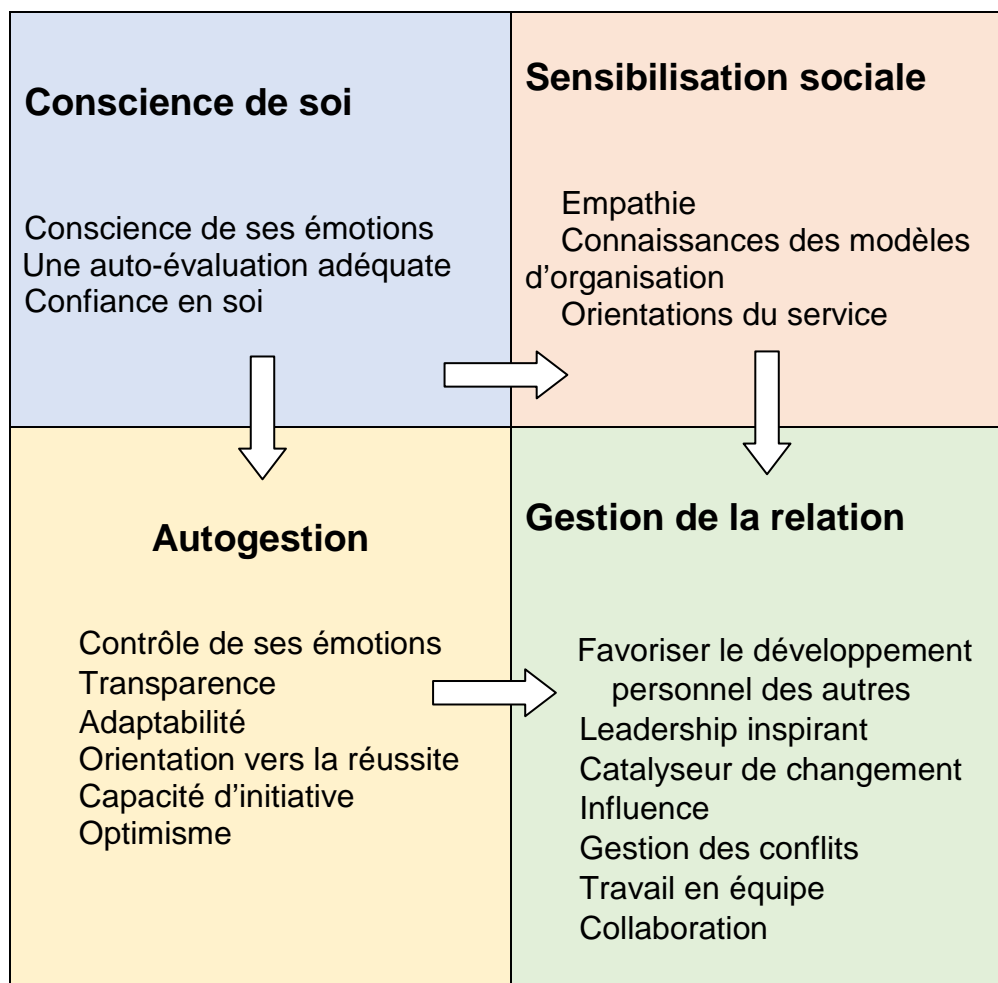 Conscience de soi
Conscience de ses émotions
Une auto-évaluation adéquate
Confiance en soi
Sensibilisation sociale
Empathie
Connaissances des modèles
d’organisation
Orientations du service
Autogestion
Contrôle de ses émotions
Transparence
Adaptabilité
Orientation vers la réussite
Capacité d’initiative
Optimisme
Gestion de la relation
Favoriser le développement
personnel des autres
Leadership inspirant
Catalyseur de changement
Influence
Gestion des conflits
Travail en équipe
Collaboration